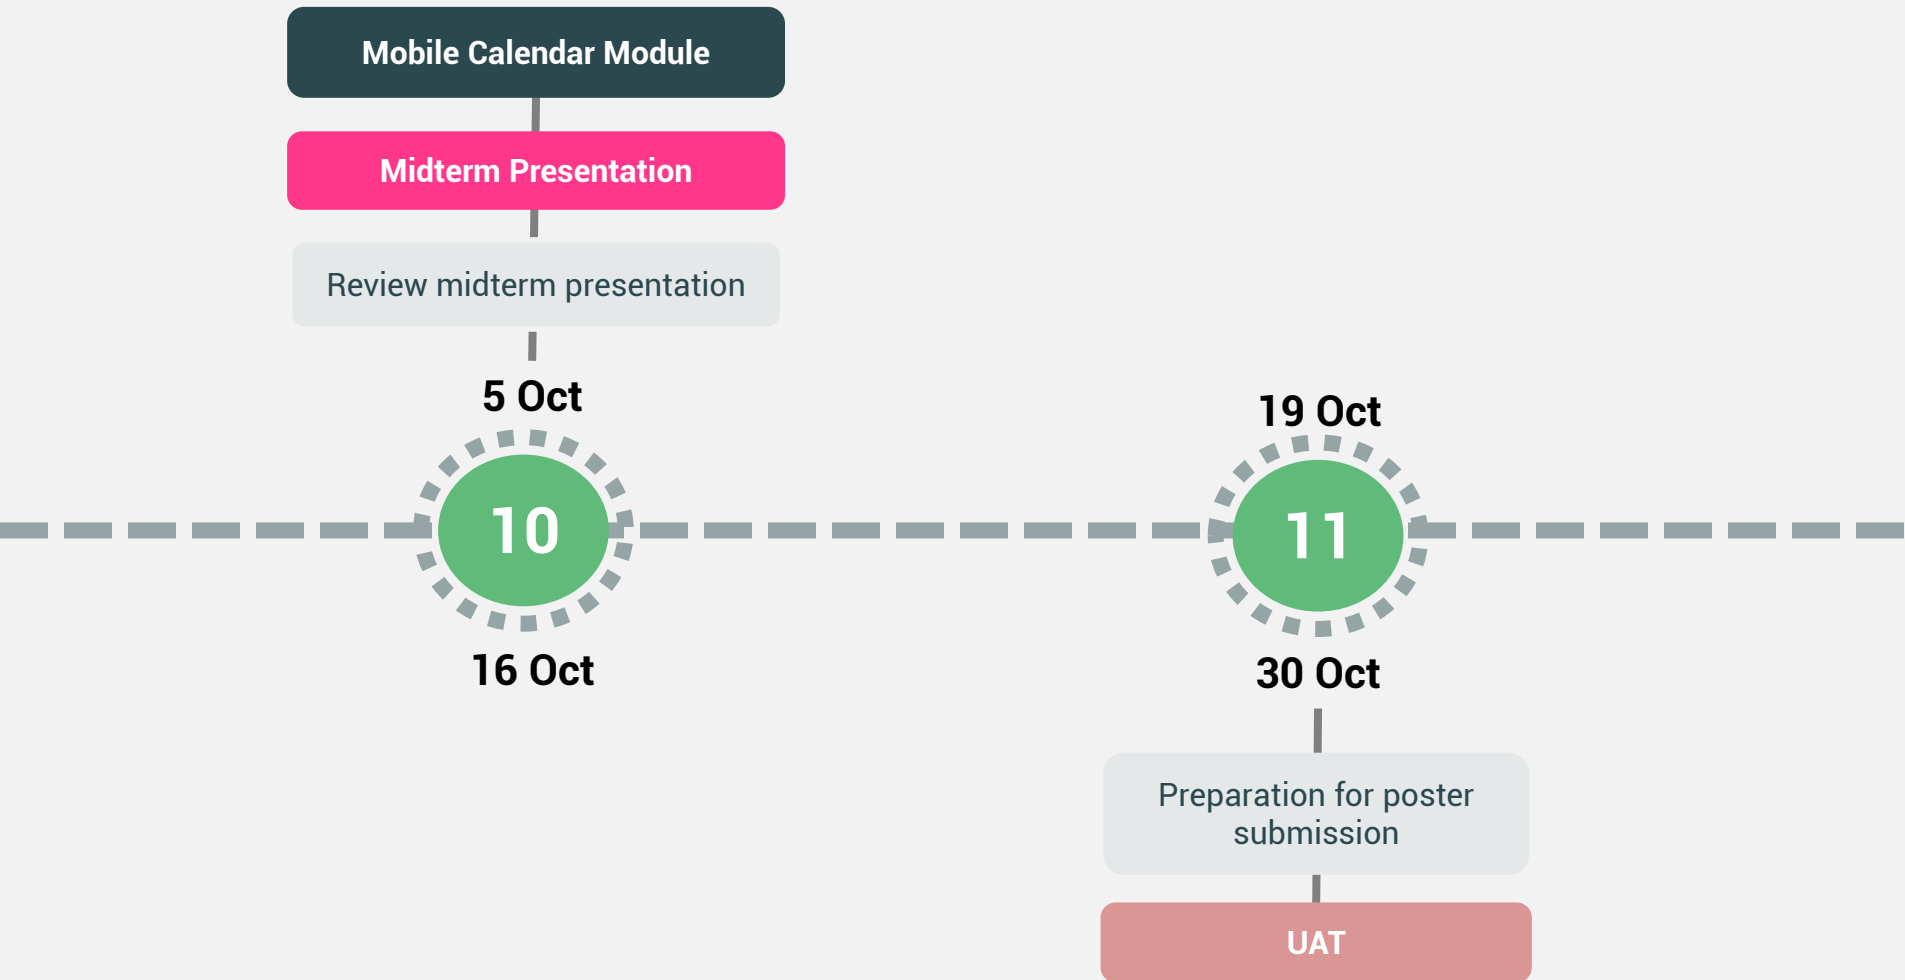 Mobile Calendar Module
Midterm Presentation
Review midterm presentation
5 Oct
10
16 Oct
19 Oct
11
30 Oct
Preparation for poster
submission
UAT